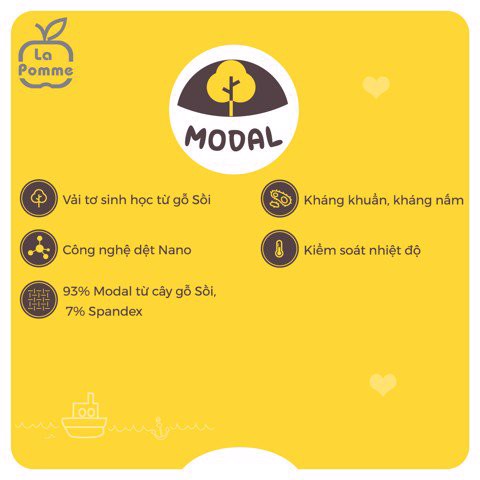 La
Pomme
MODAL
Vải tơ sinh học từ gỗ Sồi
Công nghệ dệt Nano
93% Modal từ cây gỗ Sồi,
7% Spandex
Kháng khuẩn, kháng nấm
Kiểm soát nhiệt độ